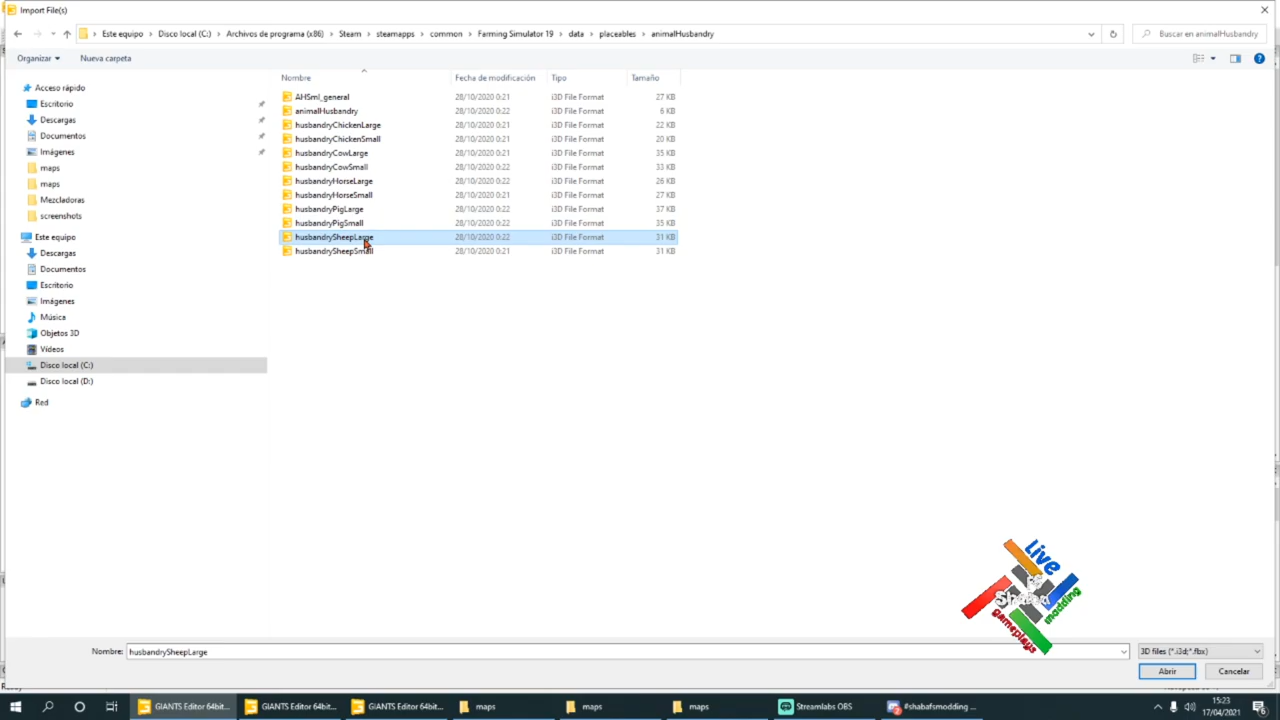 Import File(s)
Este equipo > Disco local (C:) > Archivos de programa (x86) > Steam > steamapps > common > Farming Simulator 19 > data > placeables > animalHusbandry
Buscar en animalHusbandry
Organizar
Nueva carpeta
Nombre Fecha de modificación Tipo Tamaño
Acceso rápido
Escritorio
Descargas
Documentos
Imágenes
maps
maps
Mezcladoras
screenshots
Este equipo
Descargas
Documentos
Escritorio
Imágenes
Música
Objetos 3D
Vídeos
Disco local (C:)
Disco local (D:)
Red
AHSml_general 28/10/2020 0:21 i3D File Format 27 KB
animalHusbandry 28/10/2020 0:22 i3D File Format 6 KB
husbandryChickenLarge 28/10/2020 0:21 i3D File Format 22 KB
husbandryChickenSmall 28/10/2020 0:21 i3D File Format 20 KB
husbandryCowLarge 28/10/2020 0:21 i3D File Format 35 KB
husbandryCowSmall 28/10/2020 0:22 i3D File Format 33 KB
husbandryHorseLarge 28/10/2020 0:22 i3D File Format 26 KB
husbandryHorseSmall 28/10/2020 0:21 i3D File Format 27 KB
husbandryPigLarge 28/10/2020 0:22 i3D File Format 37 KB
husbandryPigSmall 28/10/2020 0:22 i3D File Format 35 KB
husbandrySheepLarge 28/10/2020 0:22 i3D File Format 31 KB
husbandrySheepSmall 28/10/2020 0:21 i3D File Format 31 KB
Live
gameplays
modding
Nombre: husbandrySheepLarge
3D files (*.i3d;*.fbx)
Abrir
Cancelar
GIANTS Editor 64bit...
GIANTS Editor 64bit...
GIANTS Editor 64bit...
maps
maps
maps
Streamlabs OBS
#shabafsmodding ...
15:23
17/04/2021
6